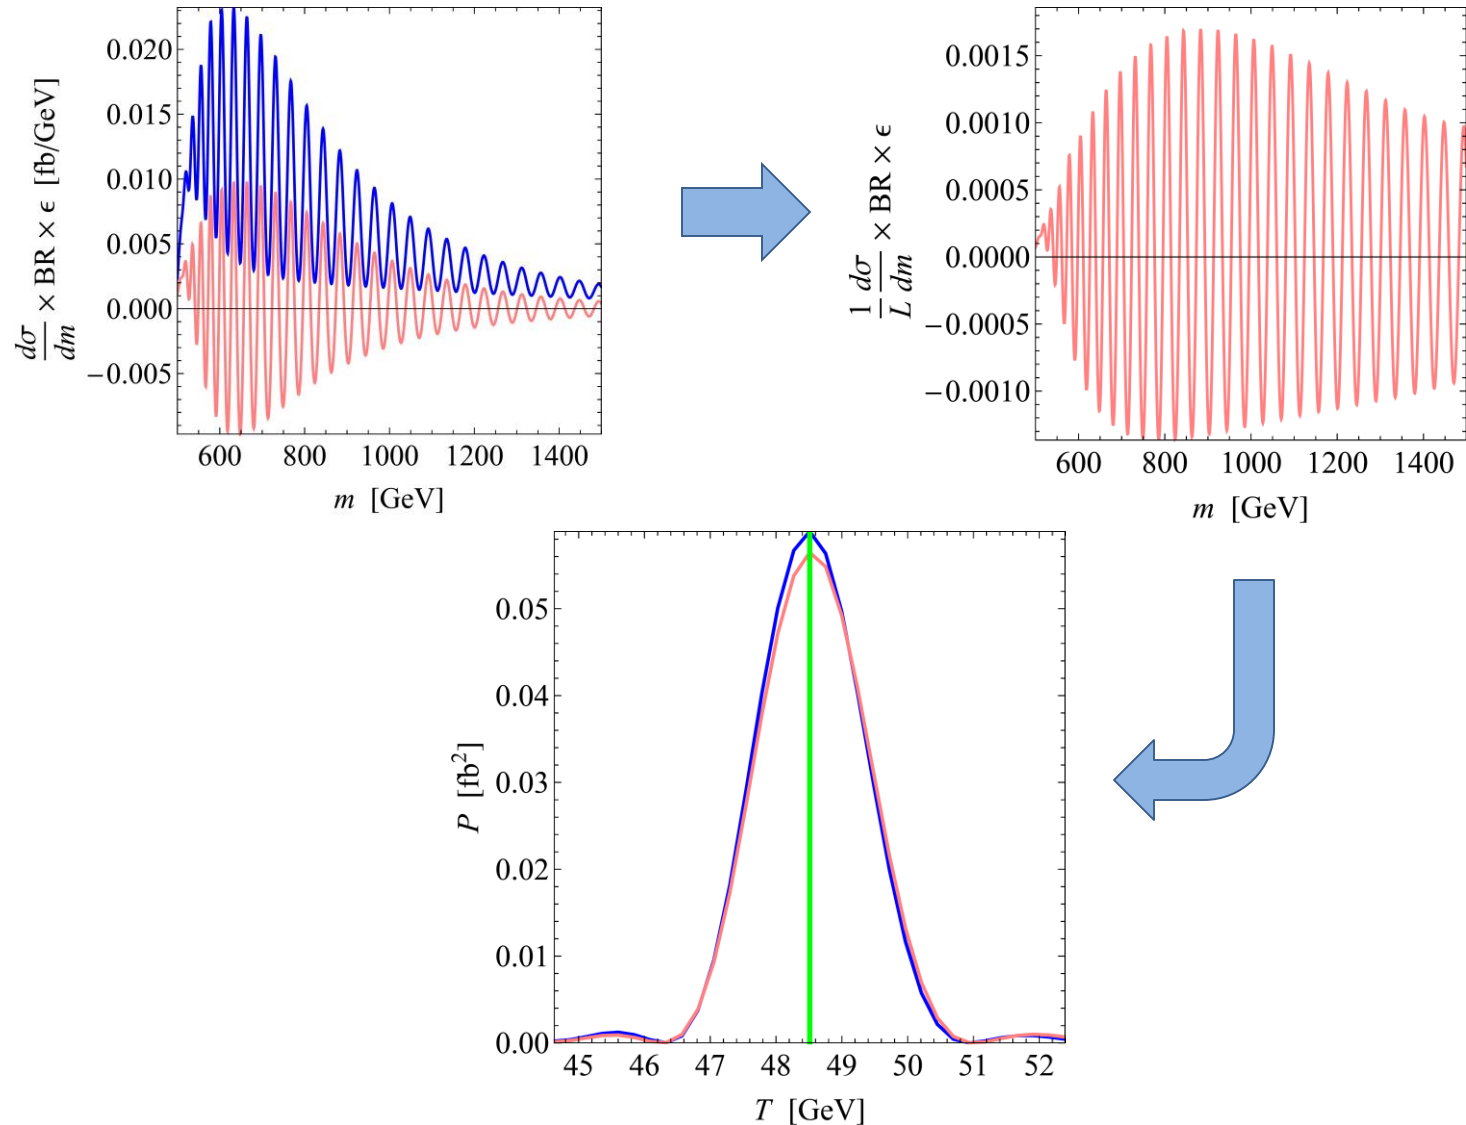 0.020
0.015
0.010
0.005
0.000
−0.005
dσ/dm × BR × ϵ [fb/GeV]
600 800 1000 1200 1400
m [GeV]
0.0015
0.0010
0.0005
0.0000
−0.0005
−0.0010
1/L dσ/dm × BR × ϵ
600 800 1000 1200 1400
m [GeV]
0.05
0.04
0.03
0.02
0.01
0.00
P [fb²]
45 46 47 48 49 50 51 52
T [GeV]